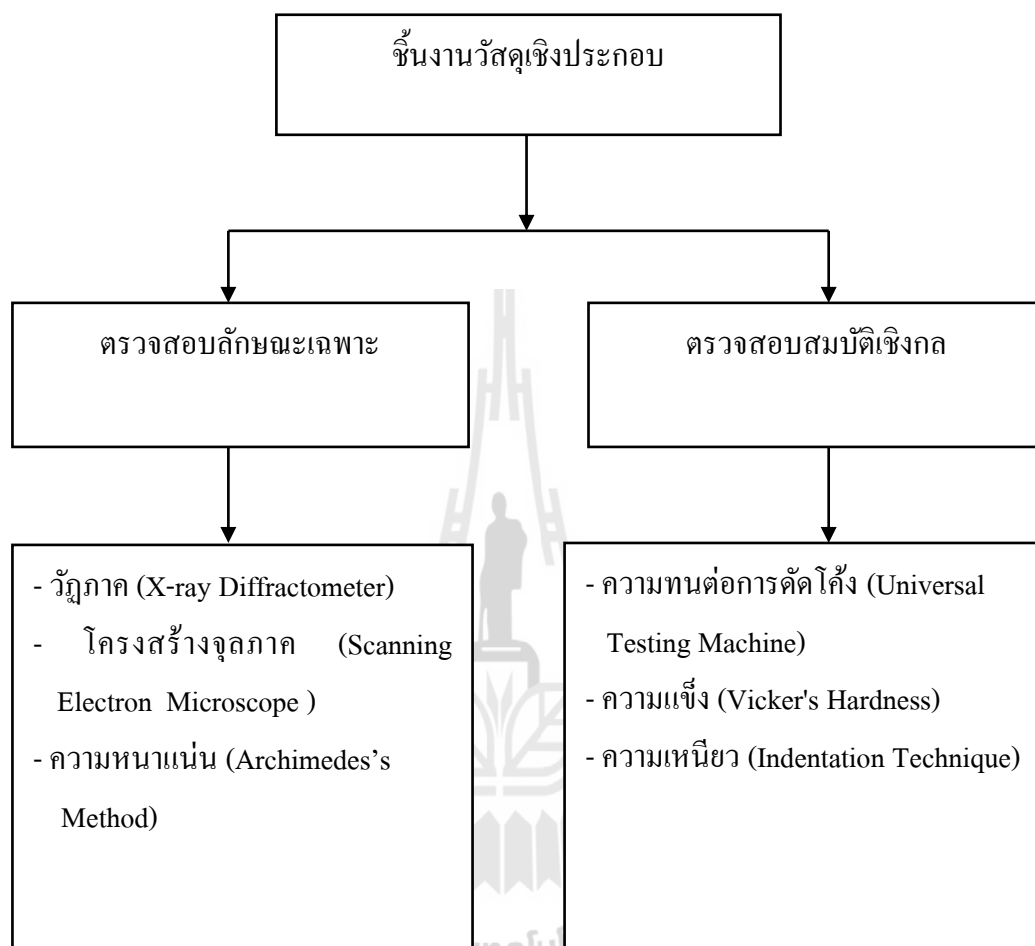 ชิ้นงานวัสดุเชิงประกอบ
ตรวจสอบลักษณะเฉพาะ
ตรวจสอบสมบัติเชิงกล
- วัฏภาค (X-ray Diffractometer)
- โครงสร้างจุลภาค (Scanning
Electron Microscope )
- ความหนาแน่น (Archimedes’s
Method)
- ความทนต่อการดัดโค้ง (Universal
Testing Machine)
- ความแข็ง (Vicker's Hardness)
- ความเหนียว (Indentation Technique)